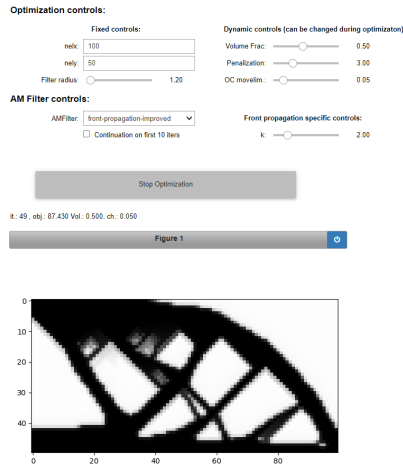 Optimization controls:
Fixed controls: Dynamic controls (can be changed during optimizaton)
nelx: 100 Volume Frac: 0.50
nely: 50 Penalization: 3.00
Filter radius: 1.20 OC movelim.: 0.05
AM Filter controls:
AMFilter: front-propagation-improved Front propagation specific controls:
Continuation on first 10 iters k: 2.00
Stop Optimization
it.: 49 , obj.: 87.430 Vol.: 0.500, ch.: 0.050
Figure 1
0
10
20
30
40
0 20 40 60 80